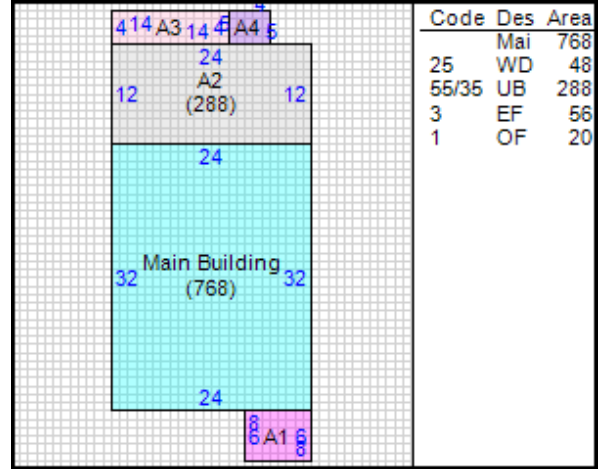 4
4 14 A3 14 4 5 A4 5
24
A2
12 (288) 12
24
Main Building
32 (768) 32
24
8
6 A1 6
8
Code Des Area
Mai 768
25 WD 48
55/35 UB 288
3 EF 56
1 OF 20